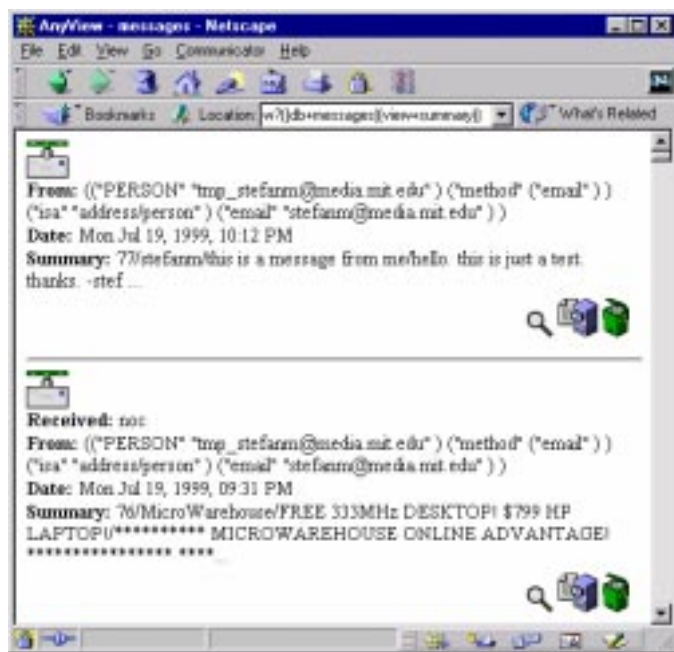 AnyView - messages - Netscape
File Edit View Go Communicator Help
Bookmarks Location: w?()db+messages)(view+summary) What's Related
From: (("PERSON" "tmp_stefanm@media.mit.edu" ) ("method" ("email" ) )
("isa" "address/person" ) ("email" "stefanm@media.mit.edu" ) )
Date: Mon Jul 19, 1999, 10:12 PM
Summary: 77/stefanm/this is a message from me/hello. this is just a test.
thanks. -stef ...
Received: nor
From: (("PERSON" "tmp_stefanm@media.mit.edu" ) ("method" ("email" ) )
("isa" "address/person" ) ("email" "stefanm@media.mit.edu" ) )
Date: Mon Jul 19, 1999, 09:31 PM
Summary: 76/MicroWarehouse/FREE 333MHz DESKTOP! $799 HP
LAPTOP!/********** MICROWAREHOUSE ONLINE ADVANTAGE!
**************** ****...